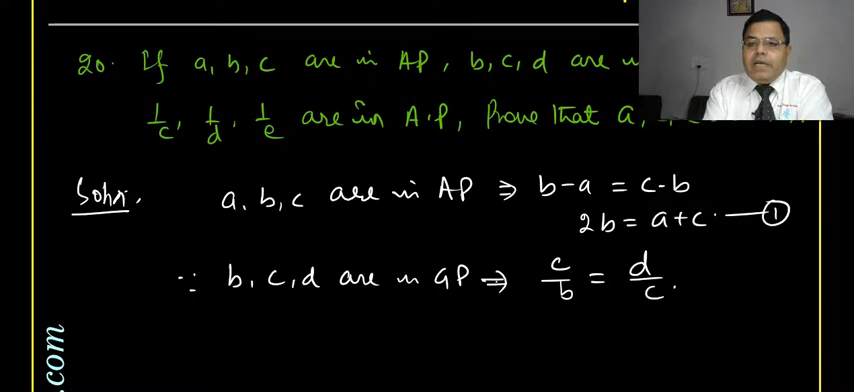 20. If a, b, c are in AP, b, c, d are
1/c, 1/d, 1/e are in A.P, Prove that a,
Soln. a, b, c are in AP ⇒ b-a = c-b
2b = a+c. —①
∵ b, c, d are in GP ⇒ c/b = d/c.
.com